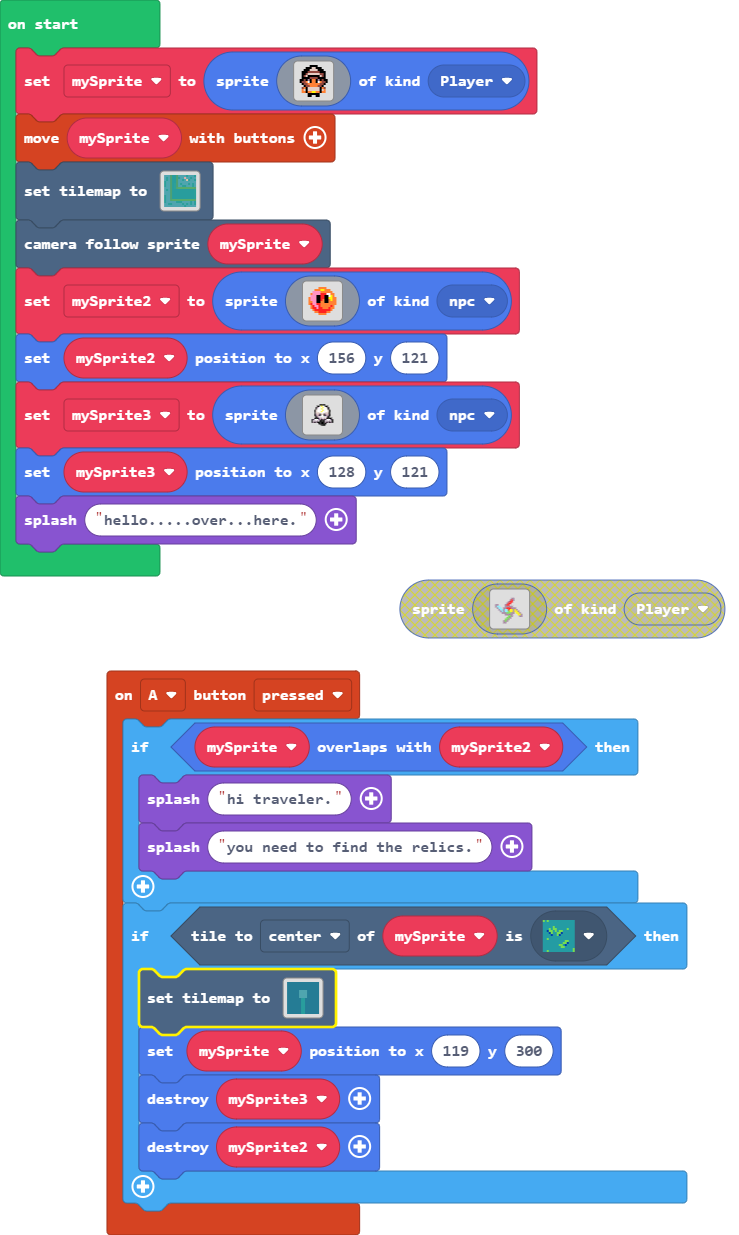 on start
set mySprite to sprite of kind Player
move mySprite with buttons
set tilemap to
camera follow sprite mySprite
set mySprite2 to sprite of kind npc
set mySprite2 position to x 156 y 121
set mySprite3 to sprite of kind npc
set mySprite3 position to x 128 y 121
splash "hello.....over...here."
sprite of kind Player
on A button pressed
if mySprite overlaps with mySprite2 then
splash "hi traveler."
splash "you need to find the relics."
if tile to center of mySprite is then
set tilemap to
set mySprite position to x 119 y 300
destroy mySprite3
destroy mySprite2